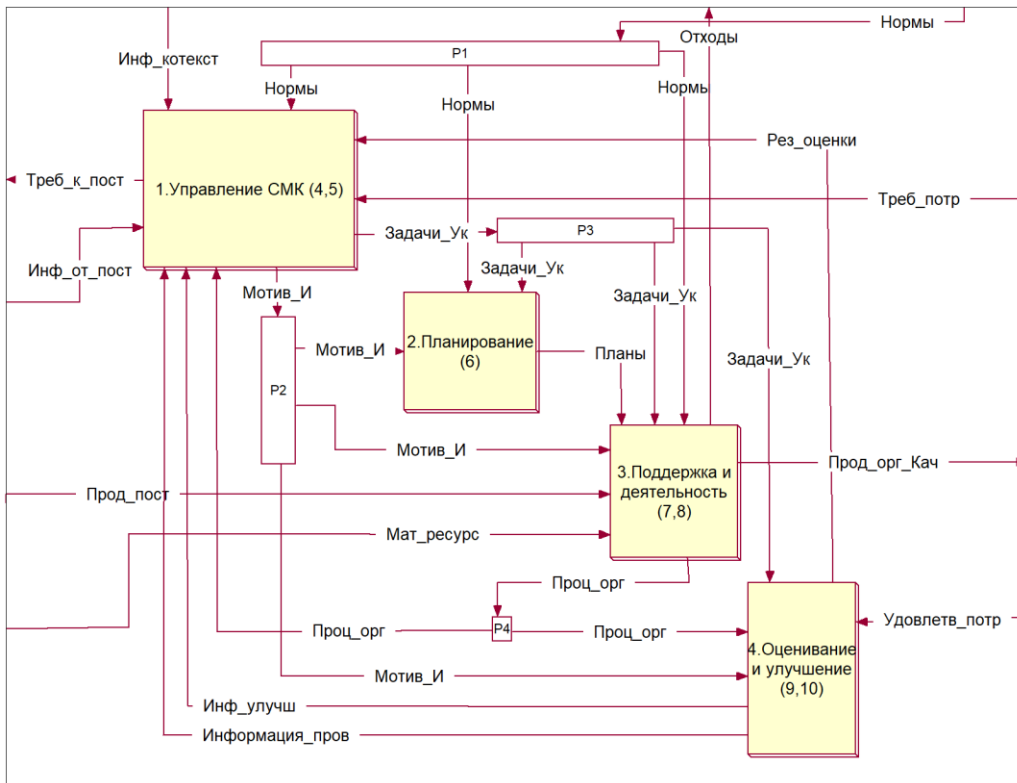 Нормы
Отходы
P1
Инф_котекст
Нормы
Нормы
Нормь
Рез_оценки
Треб_к_пост
1.Управление СМК (4,5)
Треб_потр
Задачи_Ук
P3
Инф_от_пост
Задачи_Ук
Мотив_И
Задачи_Ук
2.Планирование
(6)
Мотив_И
Планы
Задачи_Ук
P2
Мотив_И
Прод_орг_Кач
3.Поддержка и
деятельность
(7,8)
Прод_пост
Мат_ресурс
Проц_орг
Удовлетв_потр
Проц_орг
P4
Проц_орг
4.Оценивание
и улучшение
(9,10)
Мотив_И
Инф_улучш
Информация_пров